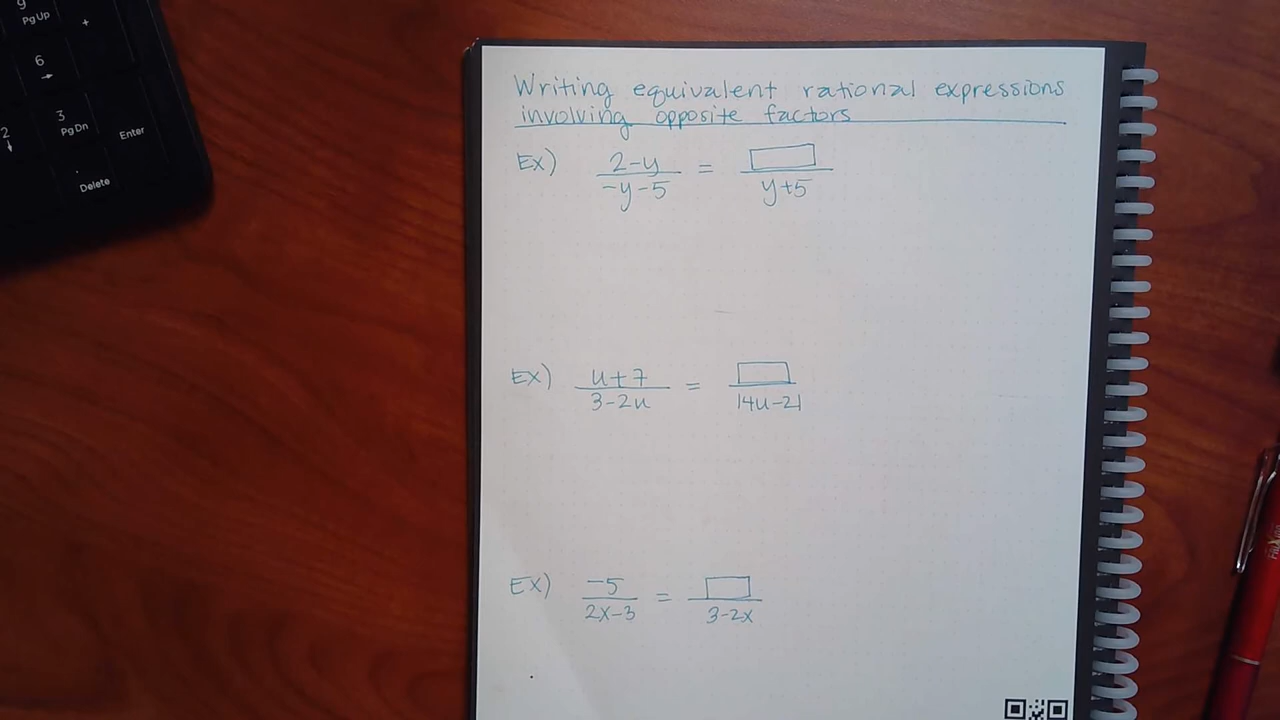 9
PgUp
+
6
→
3
PgDn
2
↓
Enter
.
Delete
Writing equivalent rational expressions
involving opposite factors
Ex) 2-y / -y-5 = □ / y+5
Ex) u+7 / 3-2u = □ / 14u-21
Ex) -5 / 2x-3 = □ / 3-2x